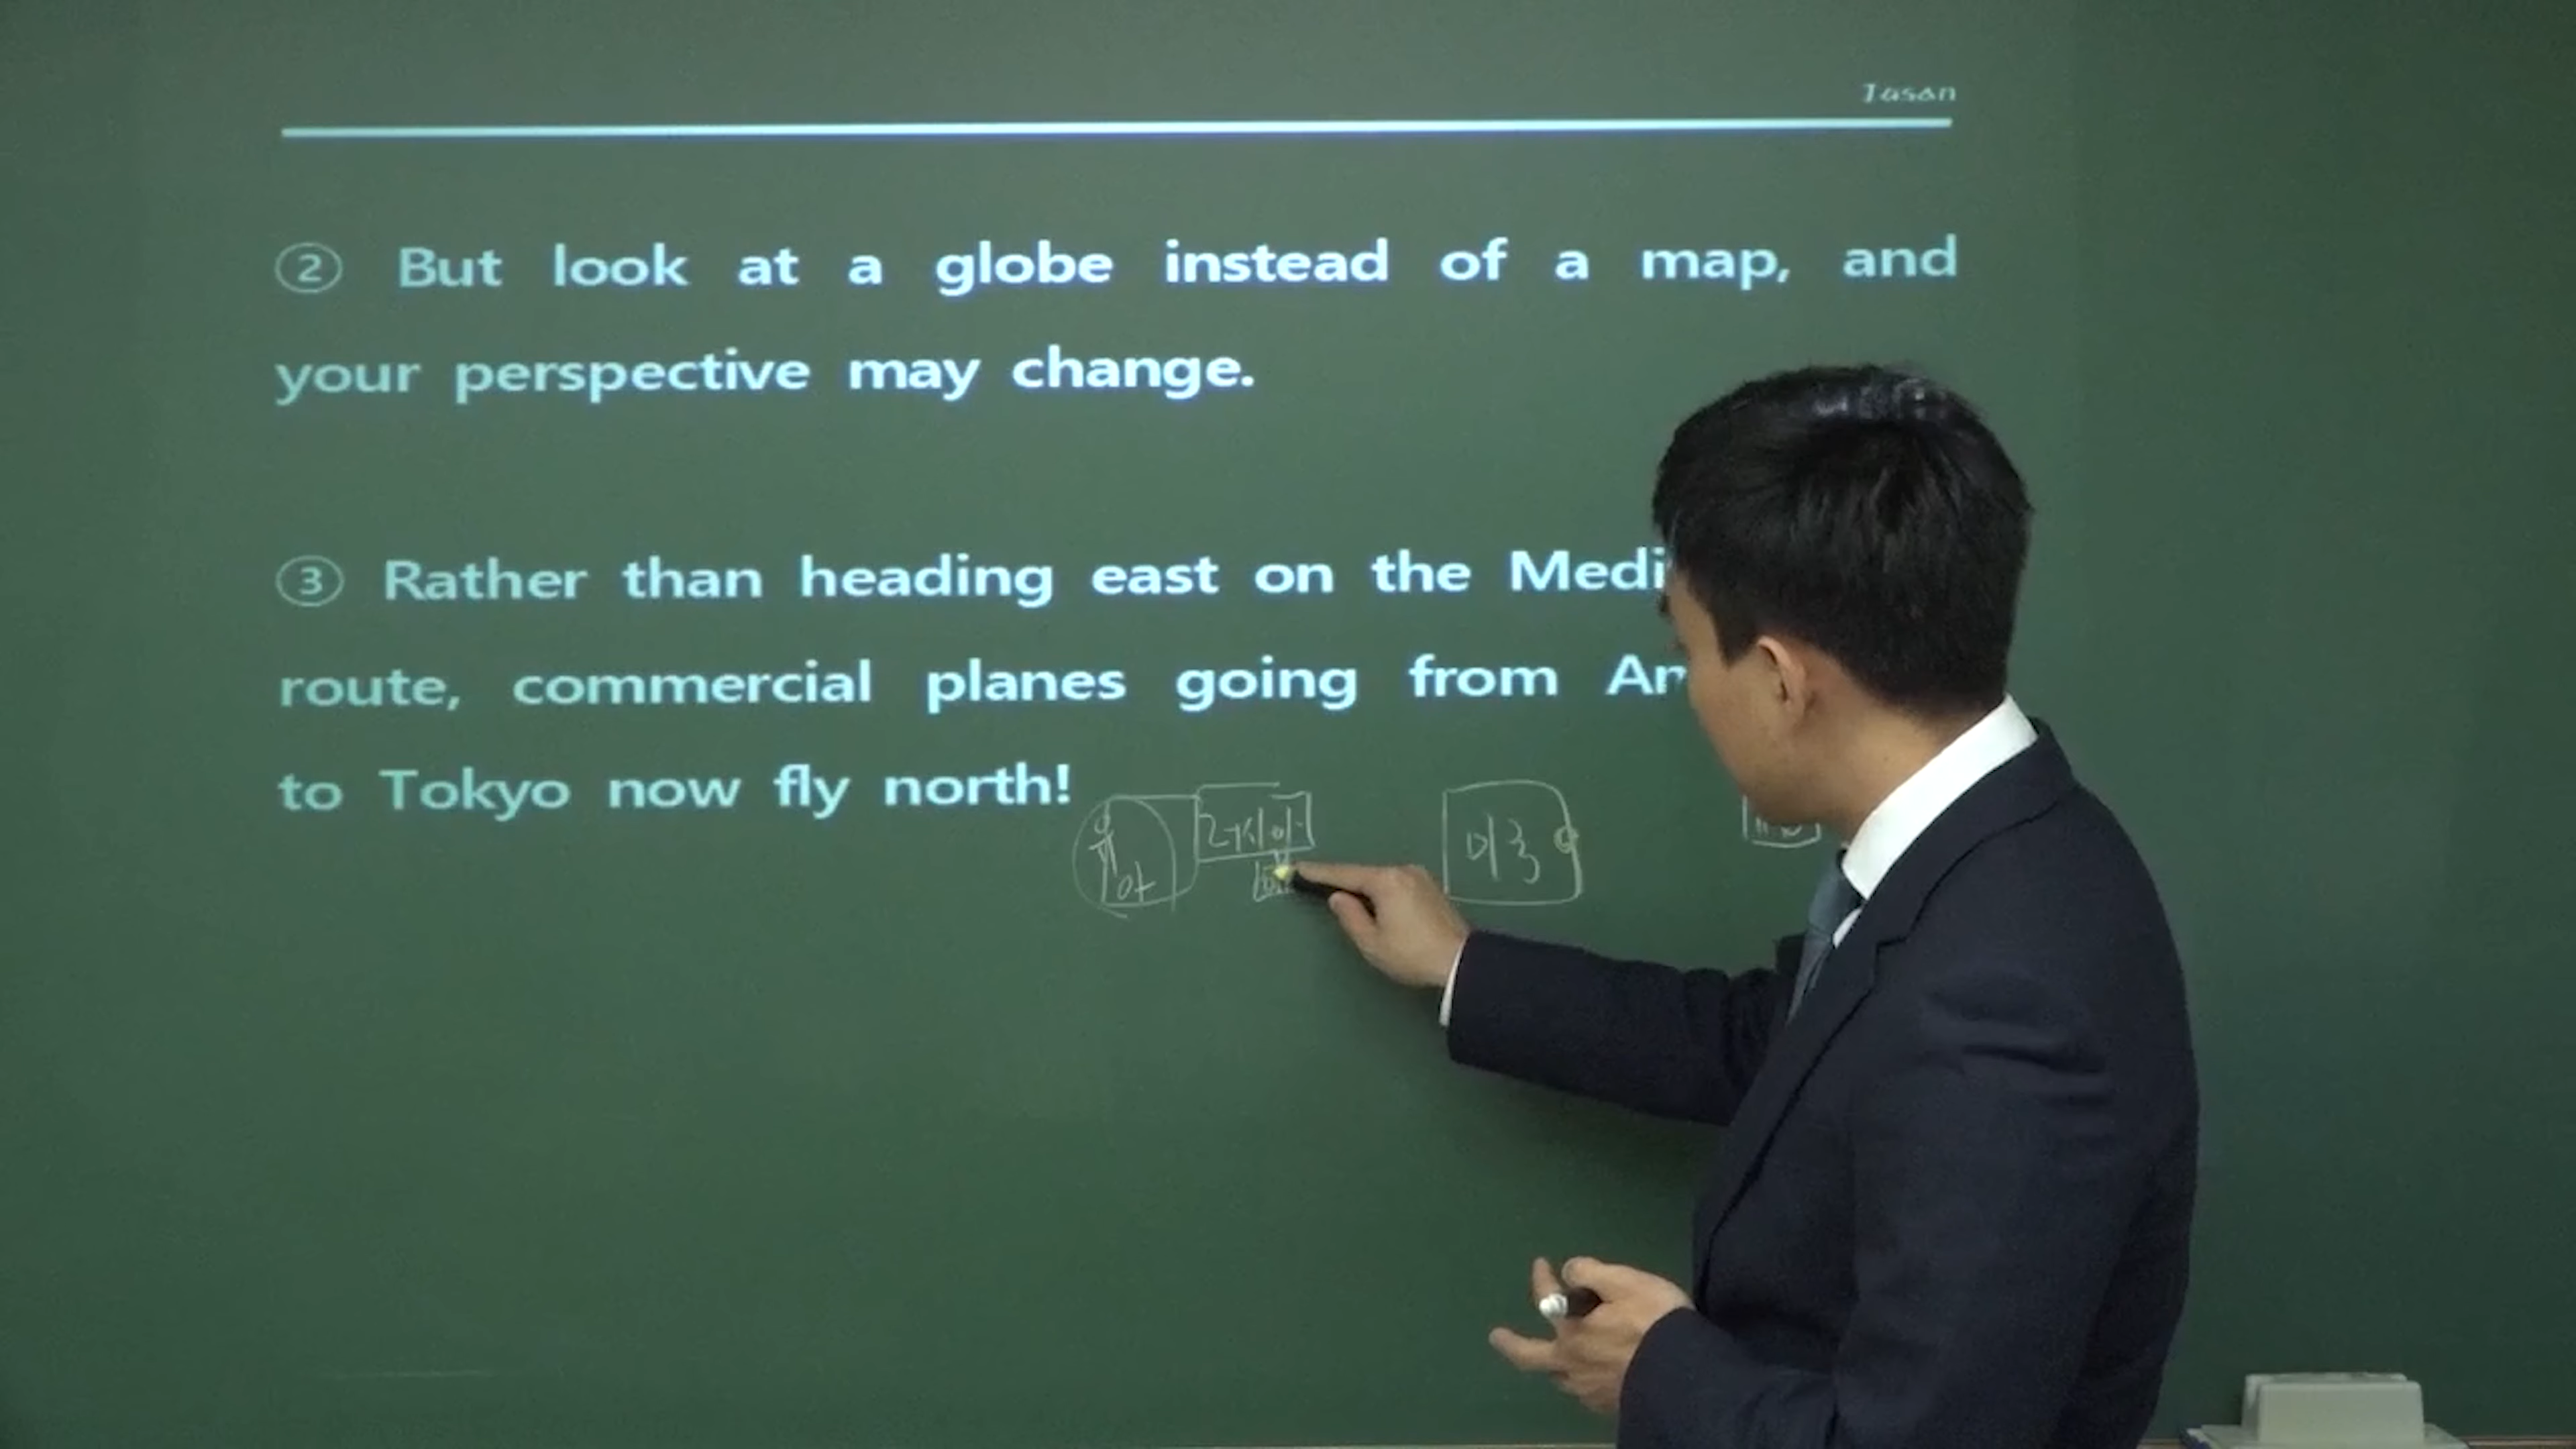 Jasan
② But look at a globe instead of a map, and
your perspective may change.
③ Rather than heading east on the Medi
route, commercial planes going from Am
to Tokyo now fly north!
러시아 미국